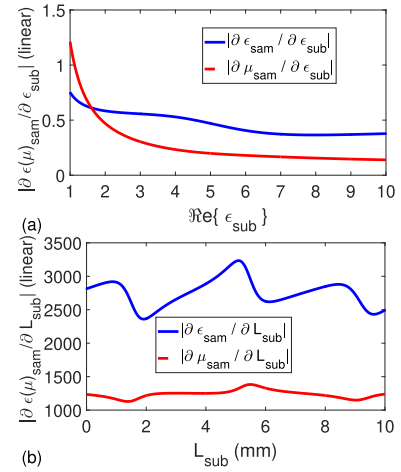 |∂ ϵ(μ)sam/∂ ϵsub| (linear)
1.5
1
0.5
0
|∂ ϵsam / ∂ ϵsub|
|∂ μsam / ∂ ϵsub|
1 2 3 4 5 6 7 8 9 10
(a)
ℜe{ ϵsub }
|∂ ϵ(μ)sam/∂ Lsub| (linear)
3500
3000
2500
2000
1500
1000
|∂ ϵsam / ∂ Lsub|
|∂ μsam / ∂ Lsub|
0 2 4 6 8 10
(b)
Lsub (mm)